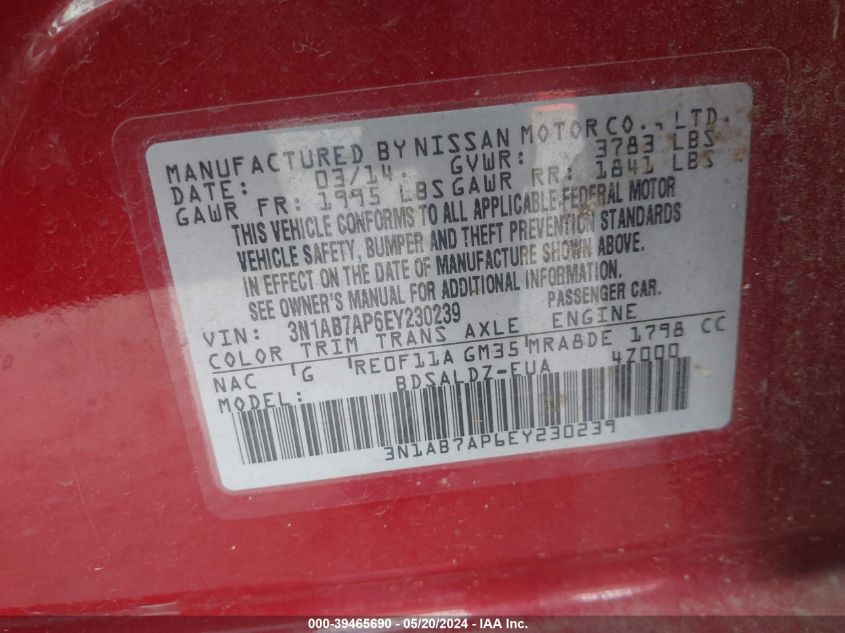 MANUFACTURED BY NISSAN MOTOR CO., LTD.
DATE: 03/14 GVWR: 3783 LBS
GAWR FR: 1995 LBS GAWR RR: 1841 LBS
THIS VEHICLE CONFORMS TO ALL APPLICABLE FEDERAL MOTOR
VEHICLE SAFETY, BUMPER AND THEFT PREVENTION STANDARDS
IN EFFECT ON THE DATE OF MANUFACTURE SHOWN ABOVE.
SEE OWNER'S MANUAL FOR ADDITIONAL INFORMATION.
VIN: 3N1AB7AP6EY230239 PASSENGER CAR.
COLOR TRIM TRANS AXLE ENGINE
NAC G RE0F11A GM35 MRA8DE 1798 CC
MODEL: BDSALDZ-EUA 4Z000
3N1AB7AP6EY230239
000-39465690 - 05/20/2024 - IAA Inc.